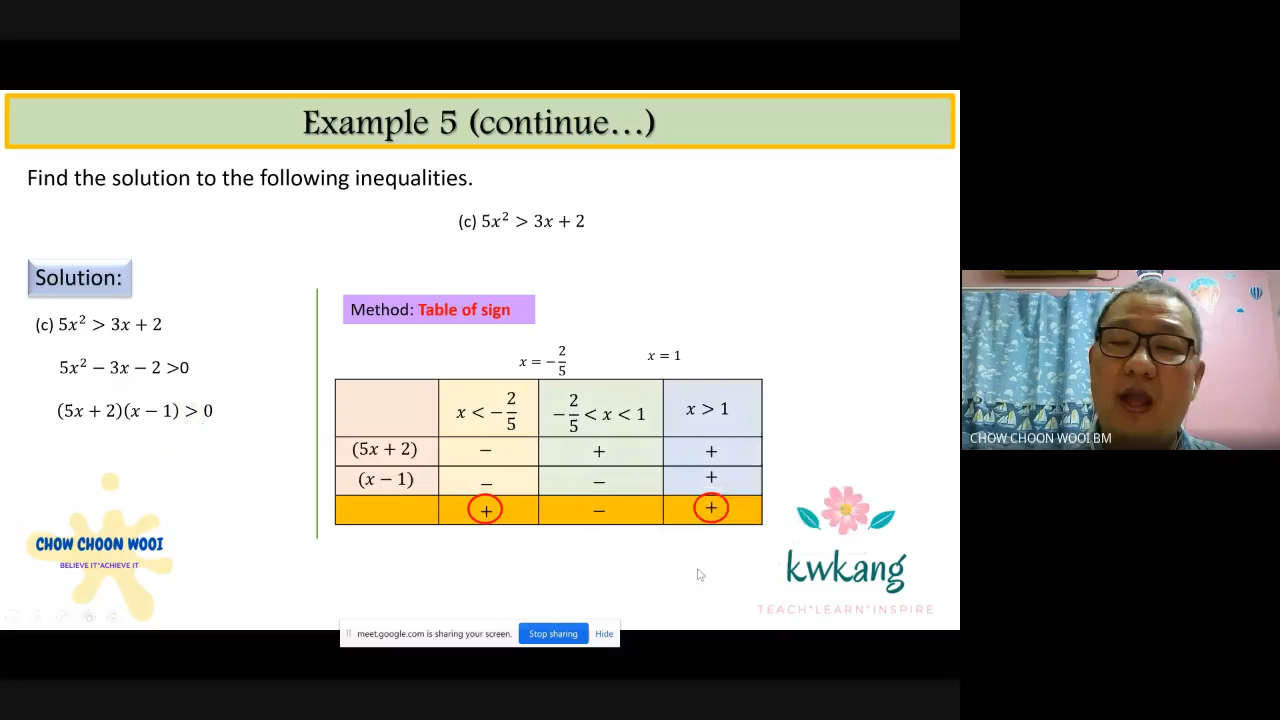 Example 5 (continue…)
Find the solution to the following inequalities.
(c) 5x² > 3x + 2
Solution:
(c) 5x² > 3x + 2
5x² − 3x − 2 >0
(5x + 2)(x − 1) > 0
Method: Table of sign
x = −2/5 x = 1
x < −2/5 −2/5 < x < 1 x > 1
(5x + 2) − + +
(x − 1) − − +
+ − +
CHOW CHOON WOOI
BELIEVE IT*ACHIEVE IT
kwkang
TEACH*LEARN*INSPIRE
CHOW CHOON WOOI BM
meet.google.com is sharing your screen. Stop sharing Hide